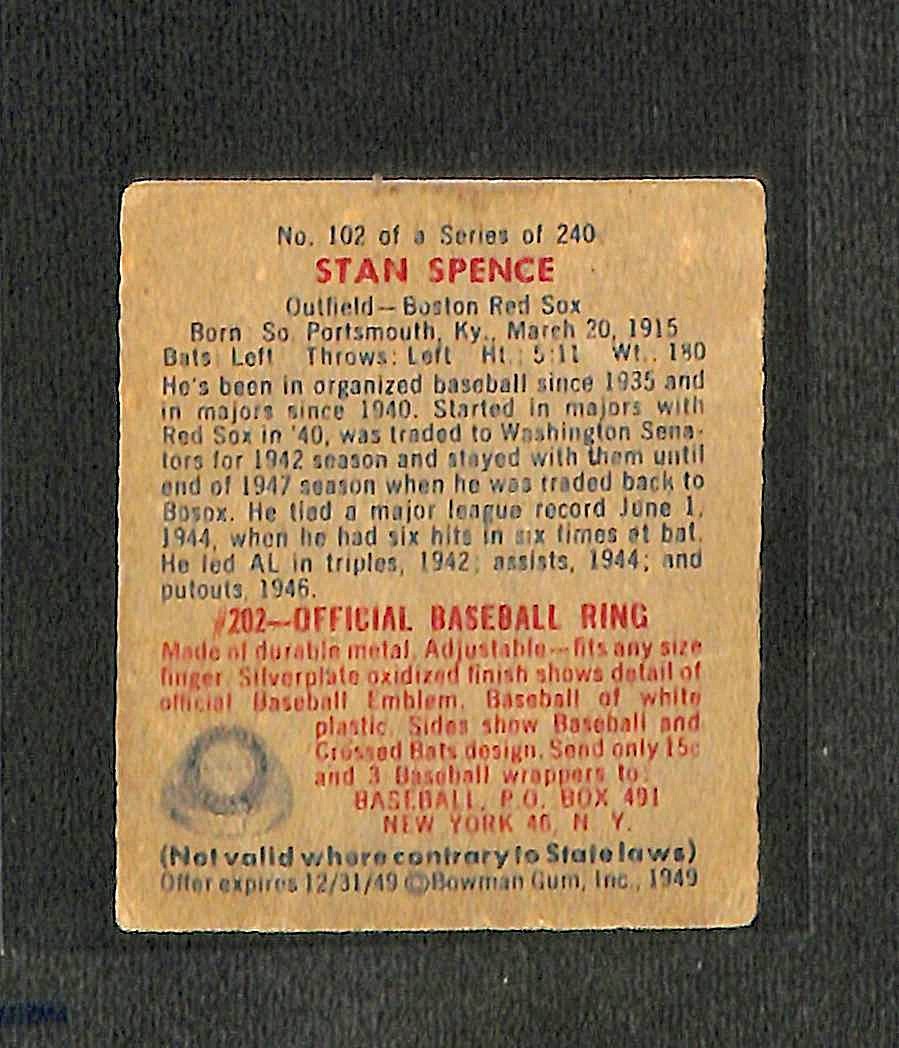 No. 102 of a Series of 240
STAN SPENCE
Outfield — Boston Red Sox
Born So. Portsmouth, Ky., March 20, 1915
Bats: Left Throws: Left Ht.: 5:11 Wt.: 180
He's been in organized baseball since 1935 and
in majors since 1940. Started in majors with
Red Sox in '40, was traded to Washington Sena-
tors for 1942 season and stayed with them until
end of 1947 season when he was traded back to
Bosox. He tied a major league record June 1,
1944, when he had six hits in six times at bat.
He led AL in triples, 1942; assists, 1944; and
putouts, 1946.
#202—OFFICIAL BASEBALL RING
Made of durable metal. Adjustable—fits any size
finger. Silverplate oxidized finish shows detail of
official Baseball Emblem. Baseball of white
plastic. Sides show Baseball and
Crossed Bats design. Send only 15c
and 3 Baseball wrappers to:
BASEBALL, P.O. BOX 491
NEW YORK 46, N. Y.
(Not valid where contrary to State laws)
Offer expires 12/31/49 ©Bowman Gum, Inc., 1949